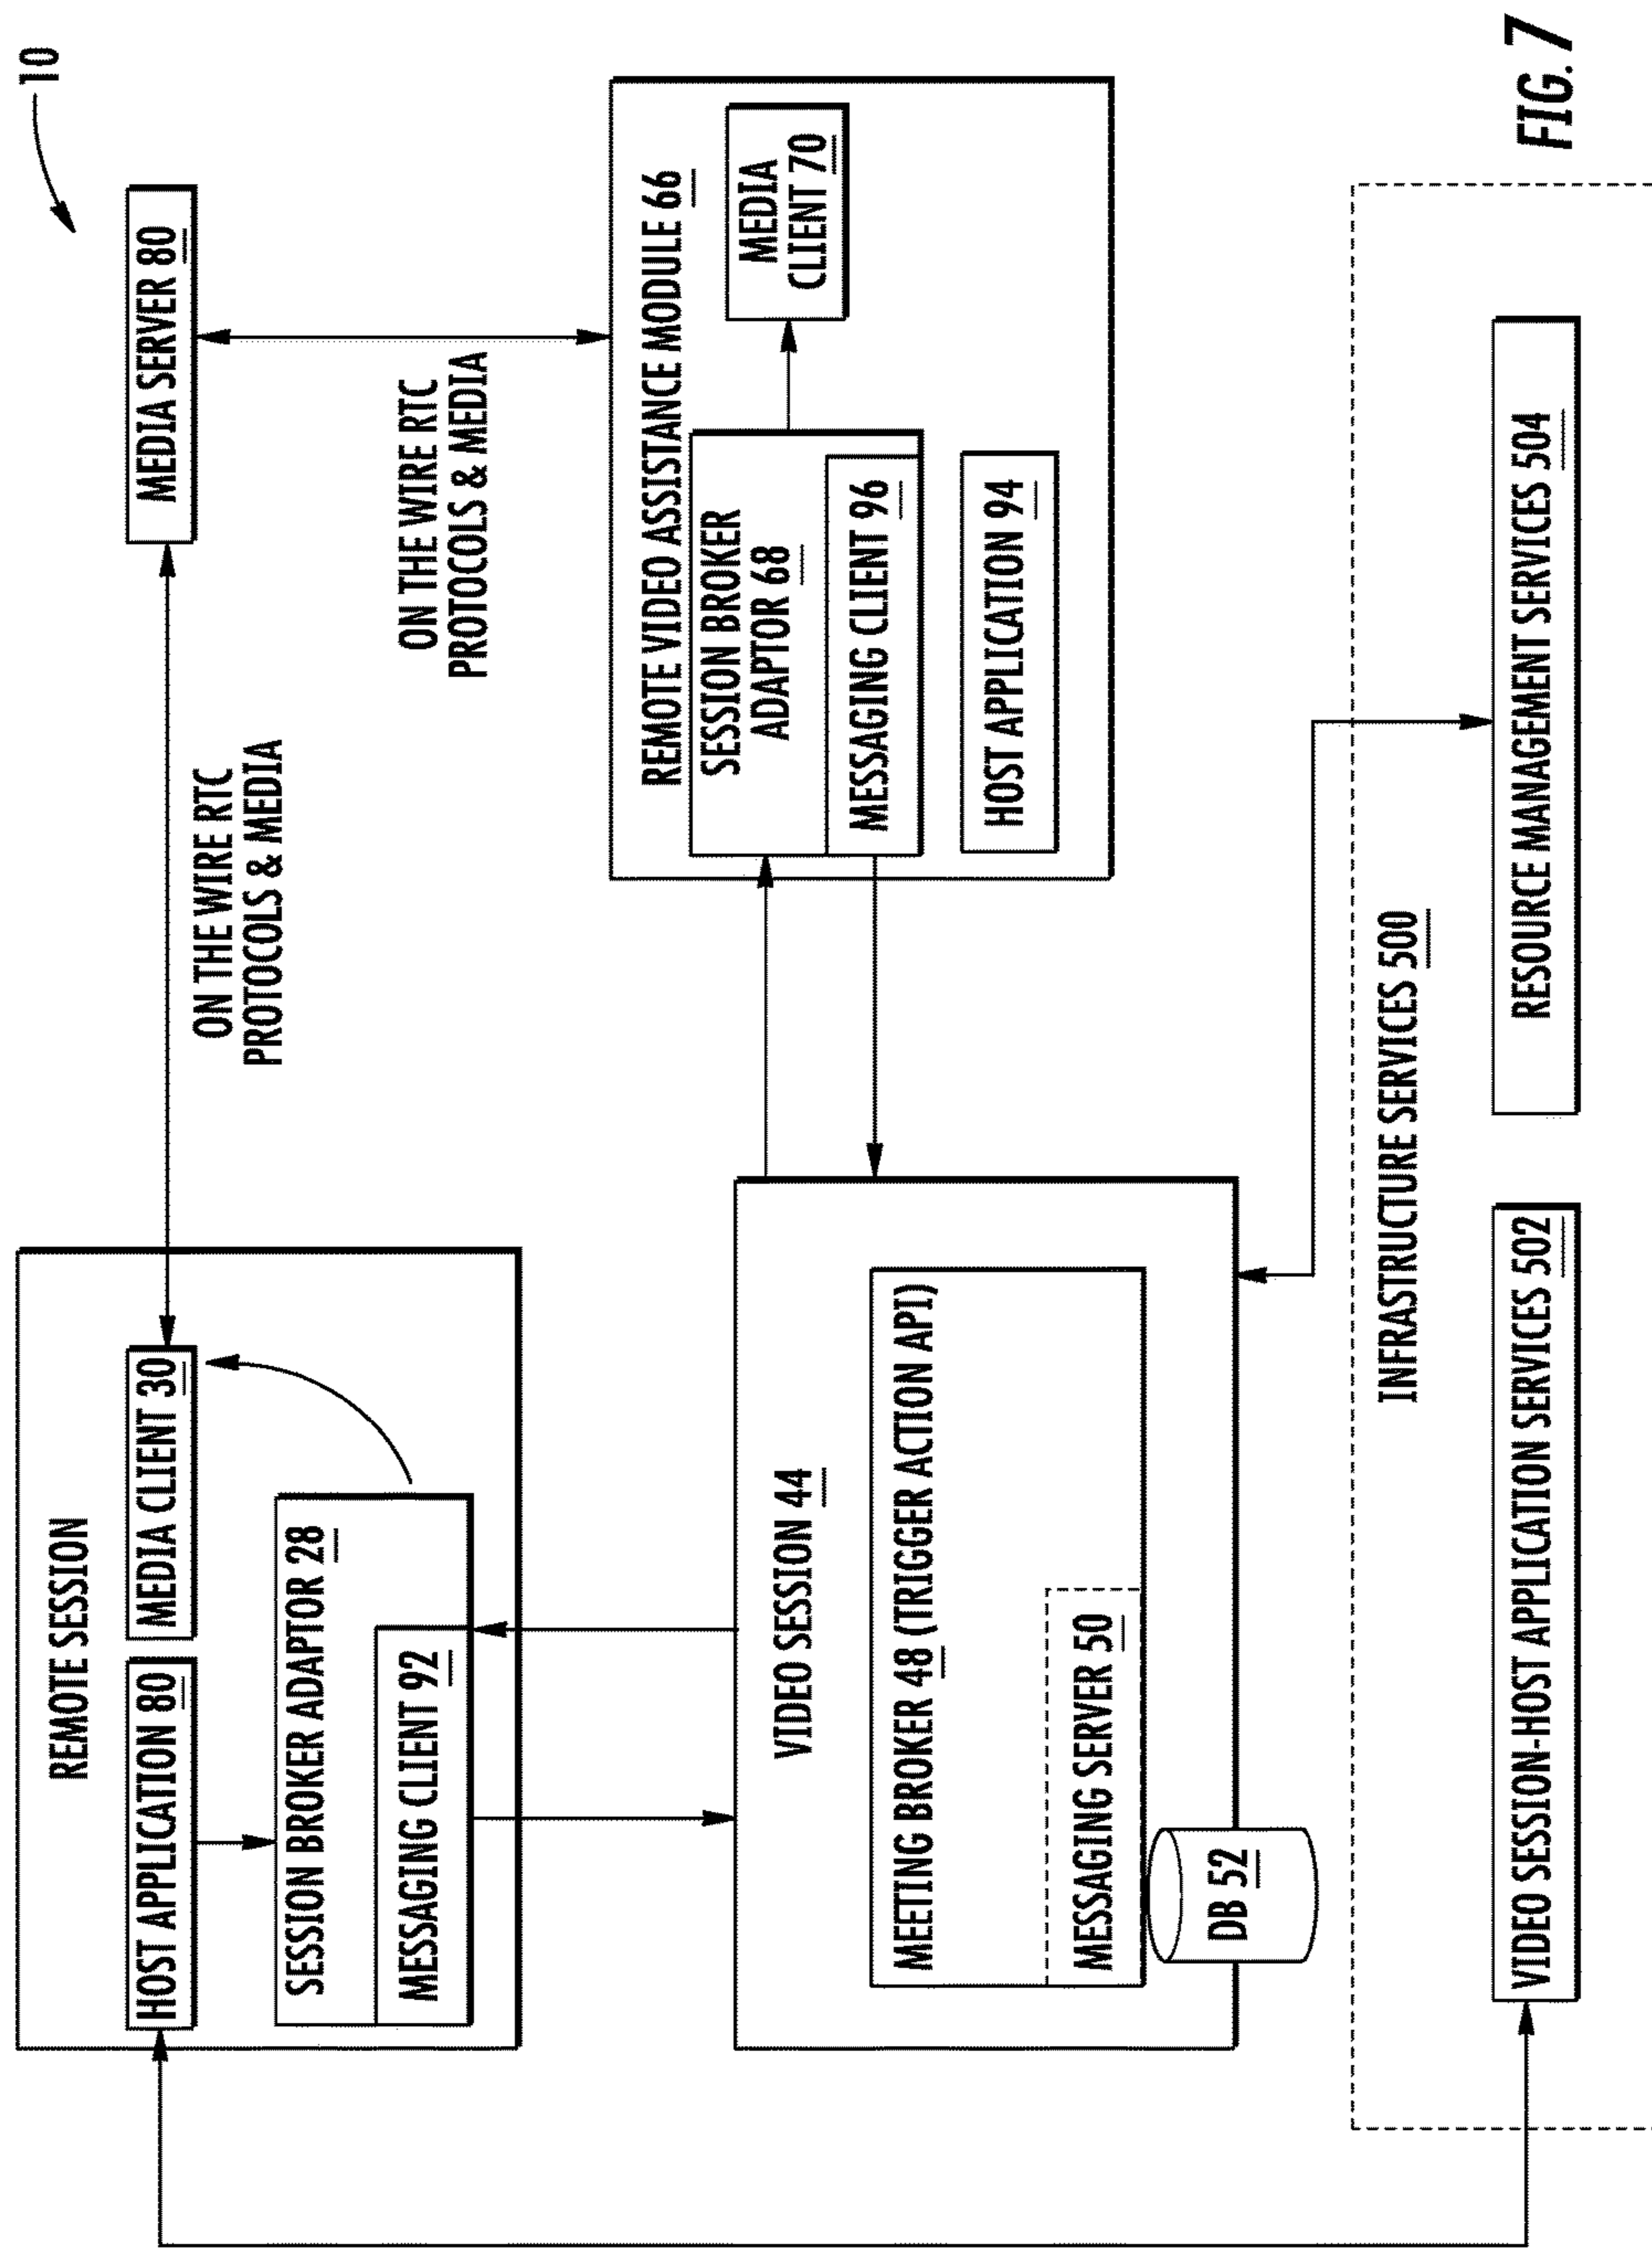 10
REMOTE SESSION
HOST APPLICATION 80
MEDIA CLIENT 30
SESSION BROKER ADAPTOR 28
MESSAGING CLIENT 92
ON THE WIRE RTC
PROTOCOLS & MEDIA
MEDIA SERVER 80
ON THE WIRE RTC
PROTOCOLS & MEDIA
VIDEO SESSION 44
MEETING BROKER 48 (TRIGGER ACTION API)
MESSAGING SERVER 50
DB 52
REMOTE VIDEO ASSISTANCE MODULE 66
SESSION BROKER
ADAPTOR 68
MESSAGING CLIENT 96
MEDIA
CLIENT 70
HOST APPLICATION 94
INFRASTRUCTURE SERVICES 500
VIDEO SESSION-HOST APPLICATION SERVICES 502
RESOURCE MANAGEMENT SERVICES 504
FIG. 7